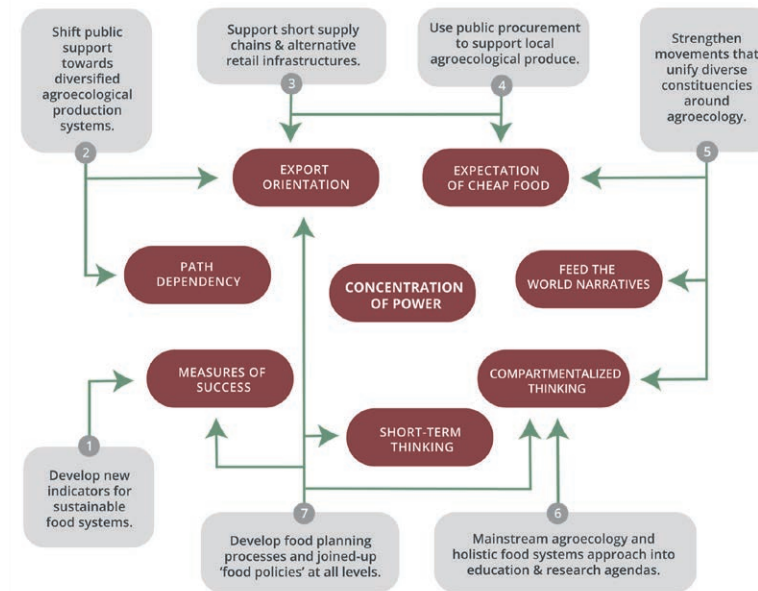 Shift public
support towards
diversified
agroecological
production
systems.
2
Support short supply
chains & alternative
retail infrastructures.
3
Use public procurement
to support local
agroecological produce.
4
Strengthen
movements that
unify diverse
constituencies
around
agroecology.
5
EXPORT
ORIENTATION
EXPECTATION
OF CHEAP FOOD
PATH
DEPENDENCY
CONCENTRATION
OF POWER
FEED THE
WORLD NARRATIVES
MEASURES OF
SUCCESS
COMPARTMENTALIZED
THINKING
SHORT-TERM
THINKING
1
Develop new
indicators for
sustainable
food systems.
7
Develop food planning
processes and joined-up
‘food policies’ at all levels.
6
Mainstream agroecology and
holistic food systems approach into
education & research agendas.